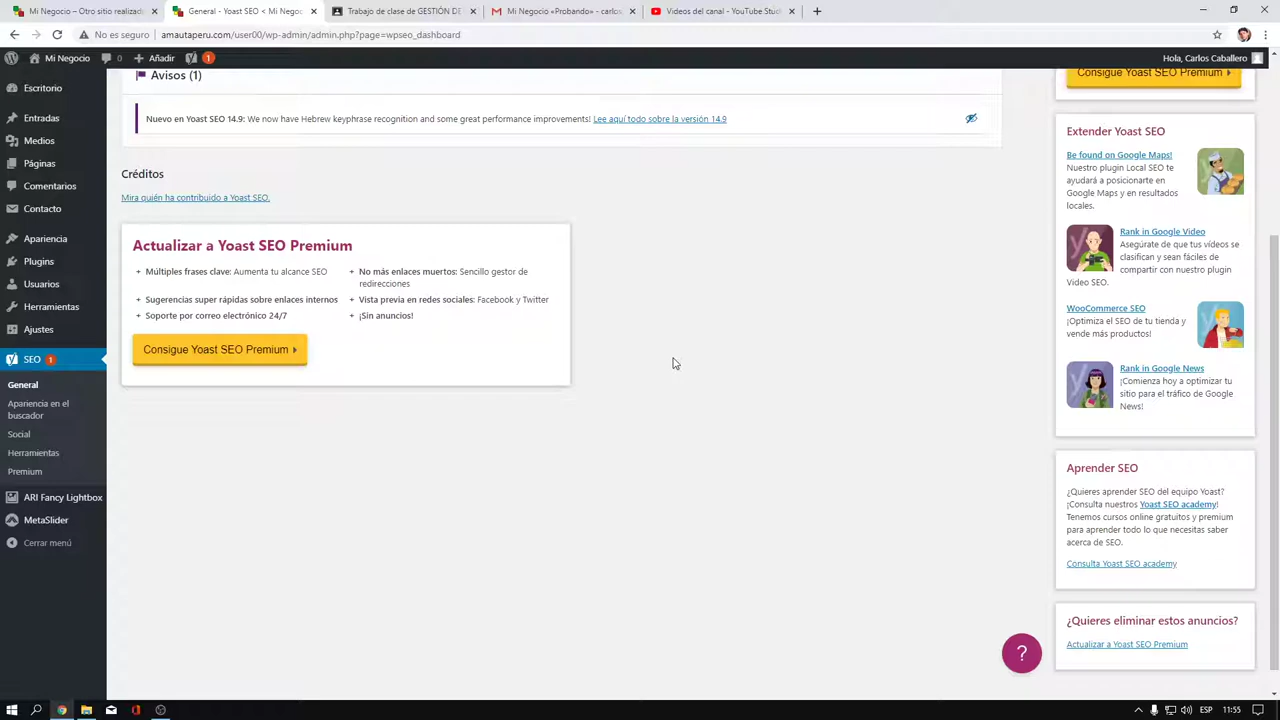 Mi Negocio – Otro sitio realizado
General - Yoast SEO < Mi Negoc
Trabajo de clase de GESTIÓN DE
Mi Negocio «Probando» - carlos
Videos del canal - YouTube Studi
No es seguro | amautaperu.com/user00/wp-admin/admin.php?page=wpseo_dashboard
Mi Negocio
0
Añadir
1
Hola, Carlos Caballero
Escritorio
Entradas
Medios
Páginas
Comentarios
Contacto
Apariencia
Plugins
Usuarios
Herramientas
Ajustes
SEO 1
General
Apariencia en el
buscador
Social
Herramientas
Premium
ARI Fancy Lightbox
MetaSlider
Cerrar menú
Avisos (1)
Nuevo en Yoast SEO 14.9: We now have Hebrew keyphrase recognition and some great performance improvements! Lee aquí todo sobre la versión 14.9
Créditos
Mira quién ha contribuido a Yoast SEO.
Actualizar a Yoast SEO Premium
+ Múltiples frases clave: Aumenta tu alcance SEO
+ No más enlaces muertos: Sencillo gestor de
redirecciones
+ Sugerencias super rápidas sobre enlaces internos
+ Vista previa en redes sociales: Facebook y Twitter
+ Soporte por correo electrónico 24/7
+ ¡Sin anuncios!
Consigue Yoast SEO Premium
Consigue Yoast SEO Premium
Extender Yoast SEO
Be found on Google Maps!
Nuestro plugin Local SEO te
ayudará a posicionarte en
Google Maps y en resultados
locales.
Rank in Google Video
Asegúrate de que tus vídeos se
clasifican y sean fáciles de
compartir con nuestro plugin
Video SEO.
WooCommerce SEO
¡Optimiza el SEO de tu tienda y
vende más productos!
Rank in Google News
¡Comienza hoy a optimizar tu
sitio para el tráfico de Google
News!
Aprender SEO
¿Quieres aprender SEO del equipo Yoast?
¡Consulta nuestros Yoast SEO academy!
Tenemos cursos online gratuitos y premium
para aprender todo lo que necesitas saber
acerca de SEO.
Consulta Yoast SEO academy
¿Quieres eliminar estos anuncios?
Actualizar a Yoast SEO Premium
?
ESP
11:55